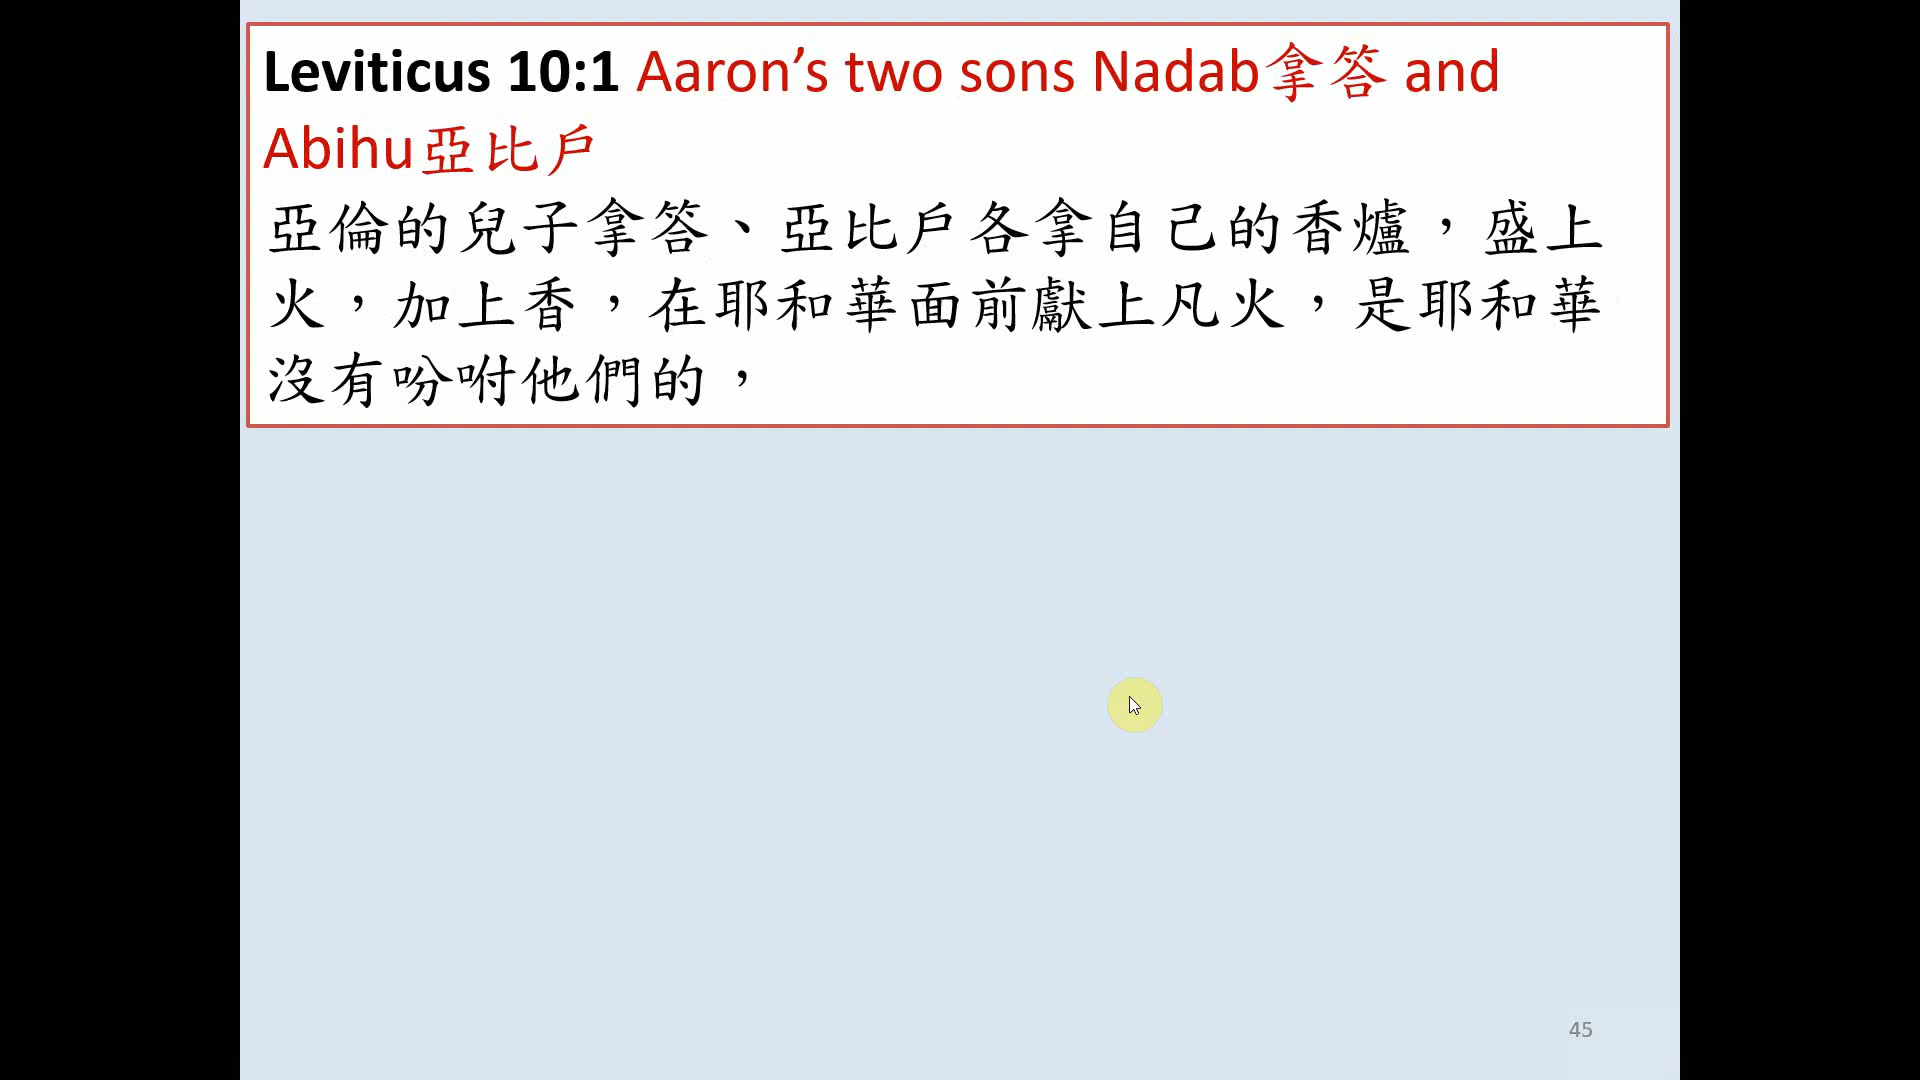 Leviticus 10:1 Aaron’s two sons Nadab拿答 and
Abihu亞比戶
亞倫的兒子拿答、亞比戶各拿自己的香爐，盛上
火，加上香，在耶和華面前獻上凡火，是耶和華
沒有吩咐他們的，
45